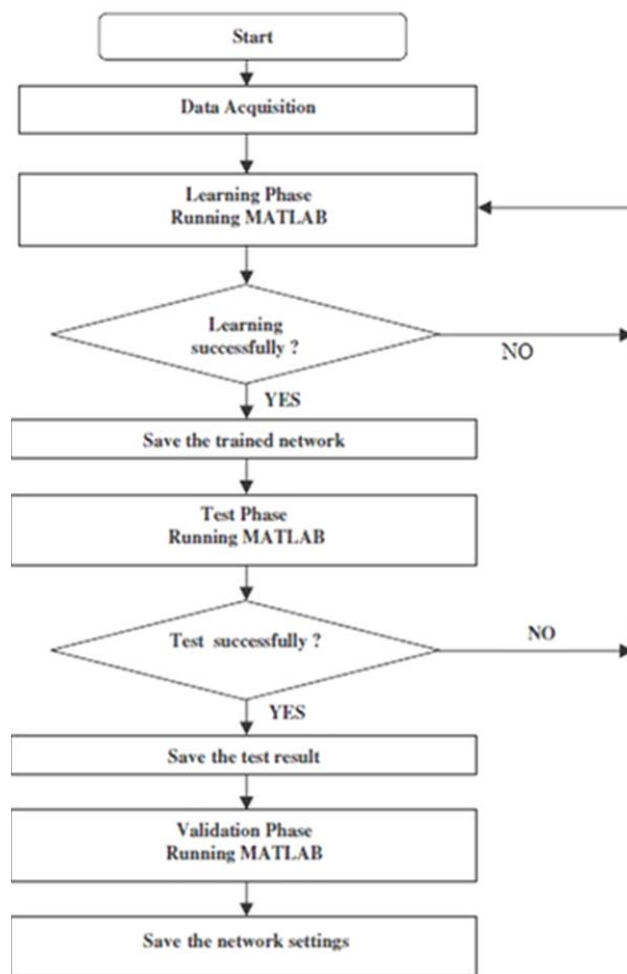 Start
Data Acquisition
Learning Phase
Running MATLAB
Learning
successfully ?
NO
YES
Save the trained network
Test Phase
Running MATLAB
Test successfully ?
NO
YES
Save the test result
Validation Phase
Running MATLAB
Save the network settings